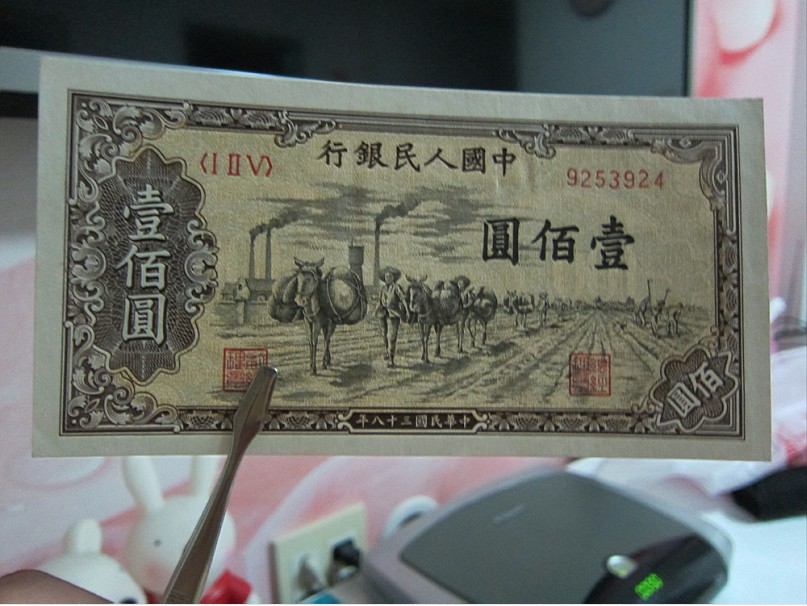 〈I II V〉
中國人民銀行
9253924
壹佰圓
壹佰圓
佰圓
中華民國三十八年